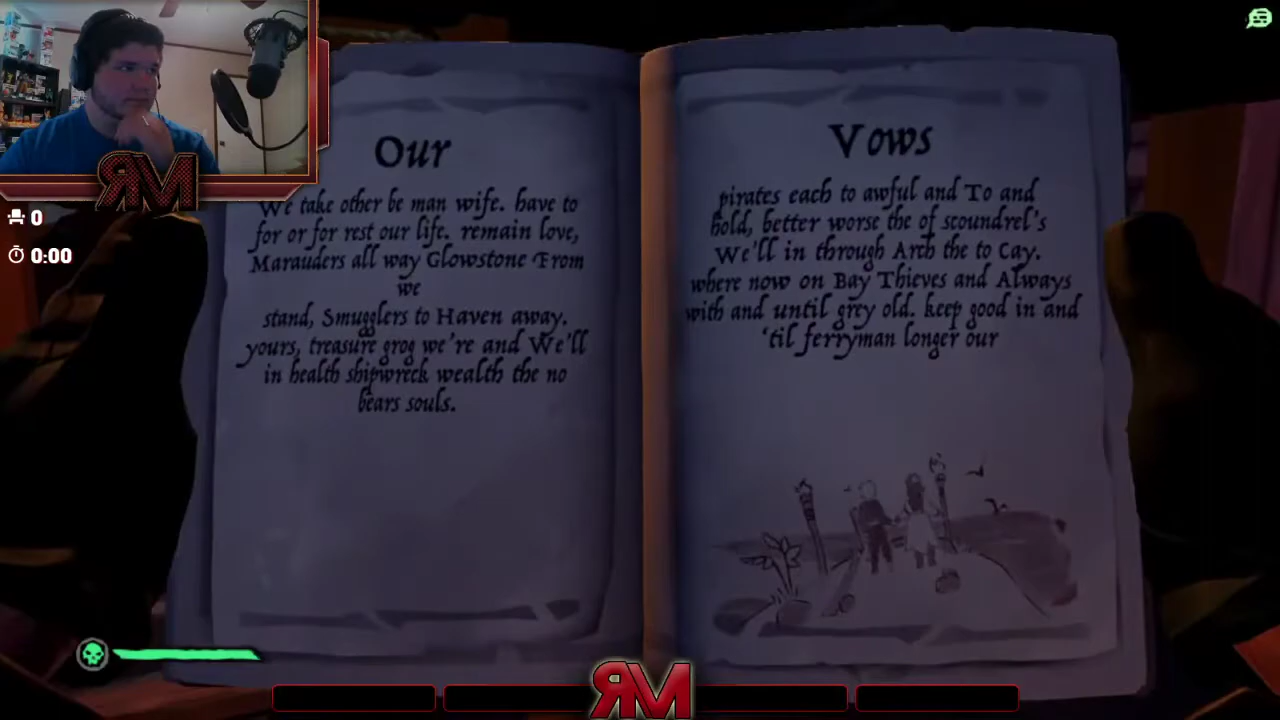 0
0:00
Our
We take other be man wife. have to
for or for rest our life. remain love,
Marauders all way Glowstone From
we
stand, Smugglers to Haven away.
yours, treasure grog we're and We'll
in health shipwreck wealth the no
bears souls.
Vows
pirates each to awful and To and
hold, better worse the of scoundrel's
We'll in through Arch the to Cay.
where now on Bay Thieves and Always
with and until grey old. keep good in and
'til ferryman longer our
RM
RM